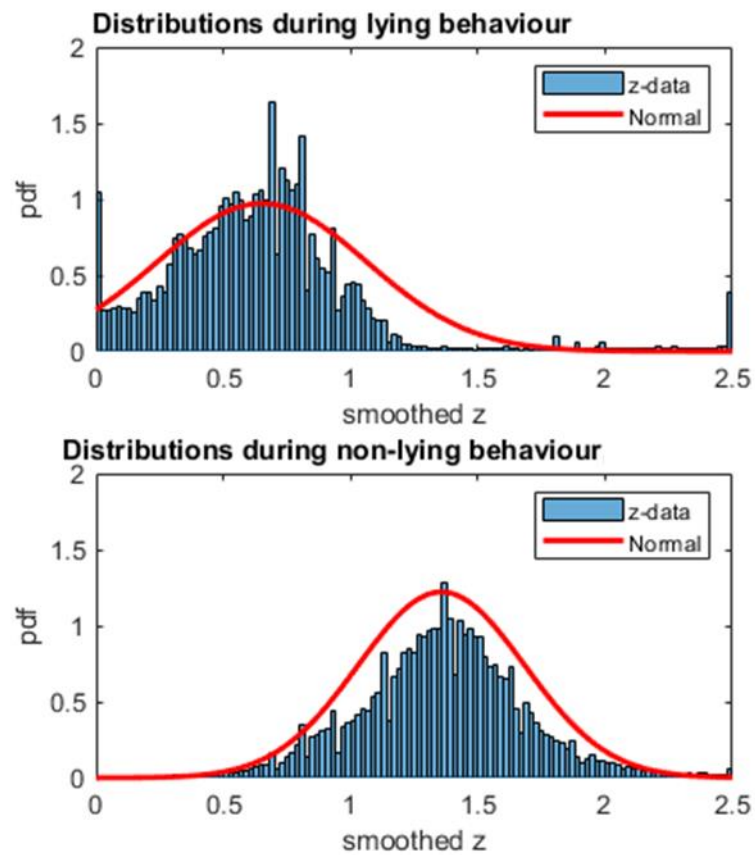 Distributions during lying behaviour
2
1.5
1
0.5
0
pdf
z-data
Normal
0 0.5 1 1.5 2 2.5
smoothed z
Distributions during non-lying behaviour
2
1.5
1
0.5
0
pdf
z-data
Normal
0 0.5 1 1.5 2 2.5
smoothed z